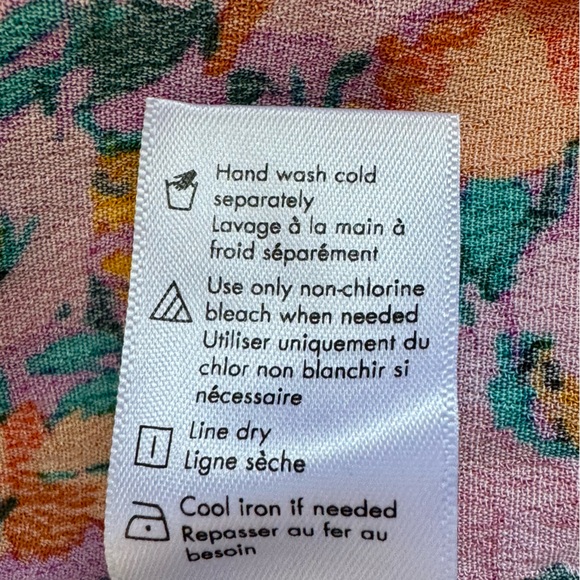 Hand wash cold
separately
Lavage à la main à
froid séparément
Use only non-chlorine
bleach when needed
Utiliser uniquement du
chlor non blanchir si
nécessaire
Line dry
Ligne sèche
Cool iron if needed
Repasser au fer au
besoin